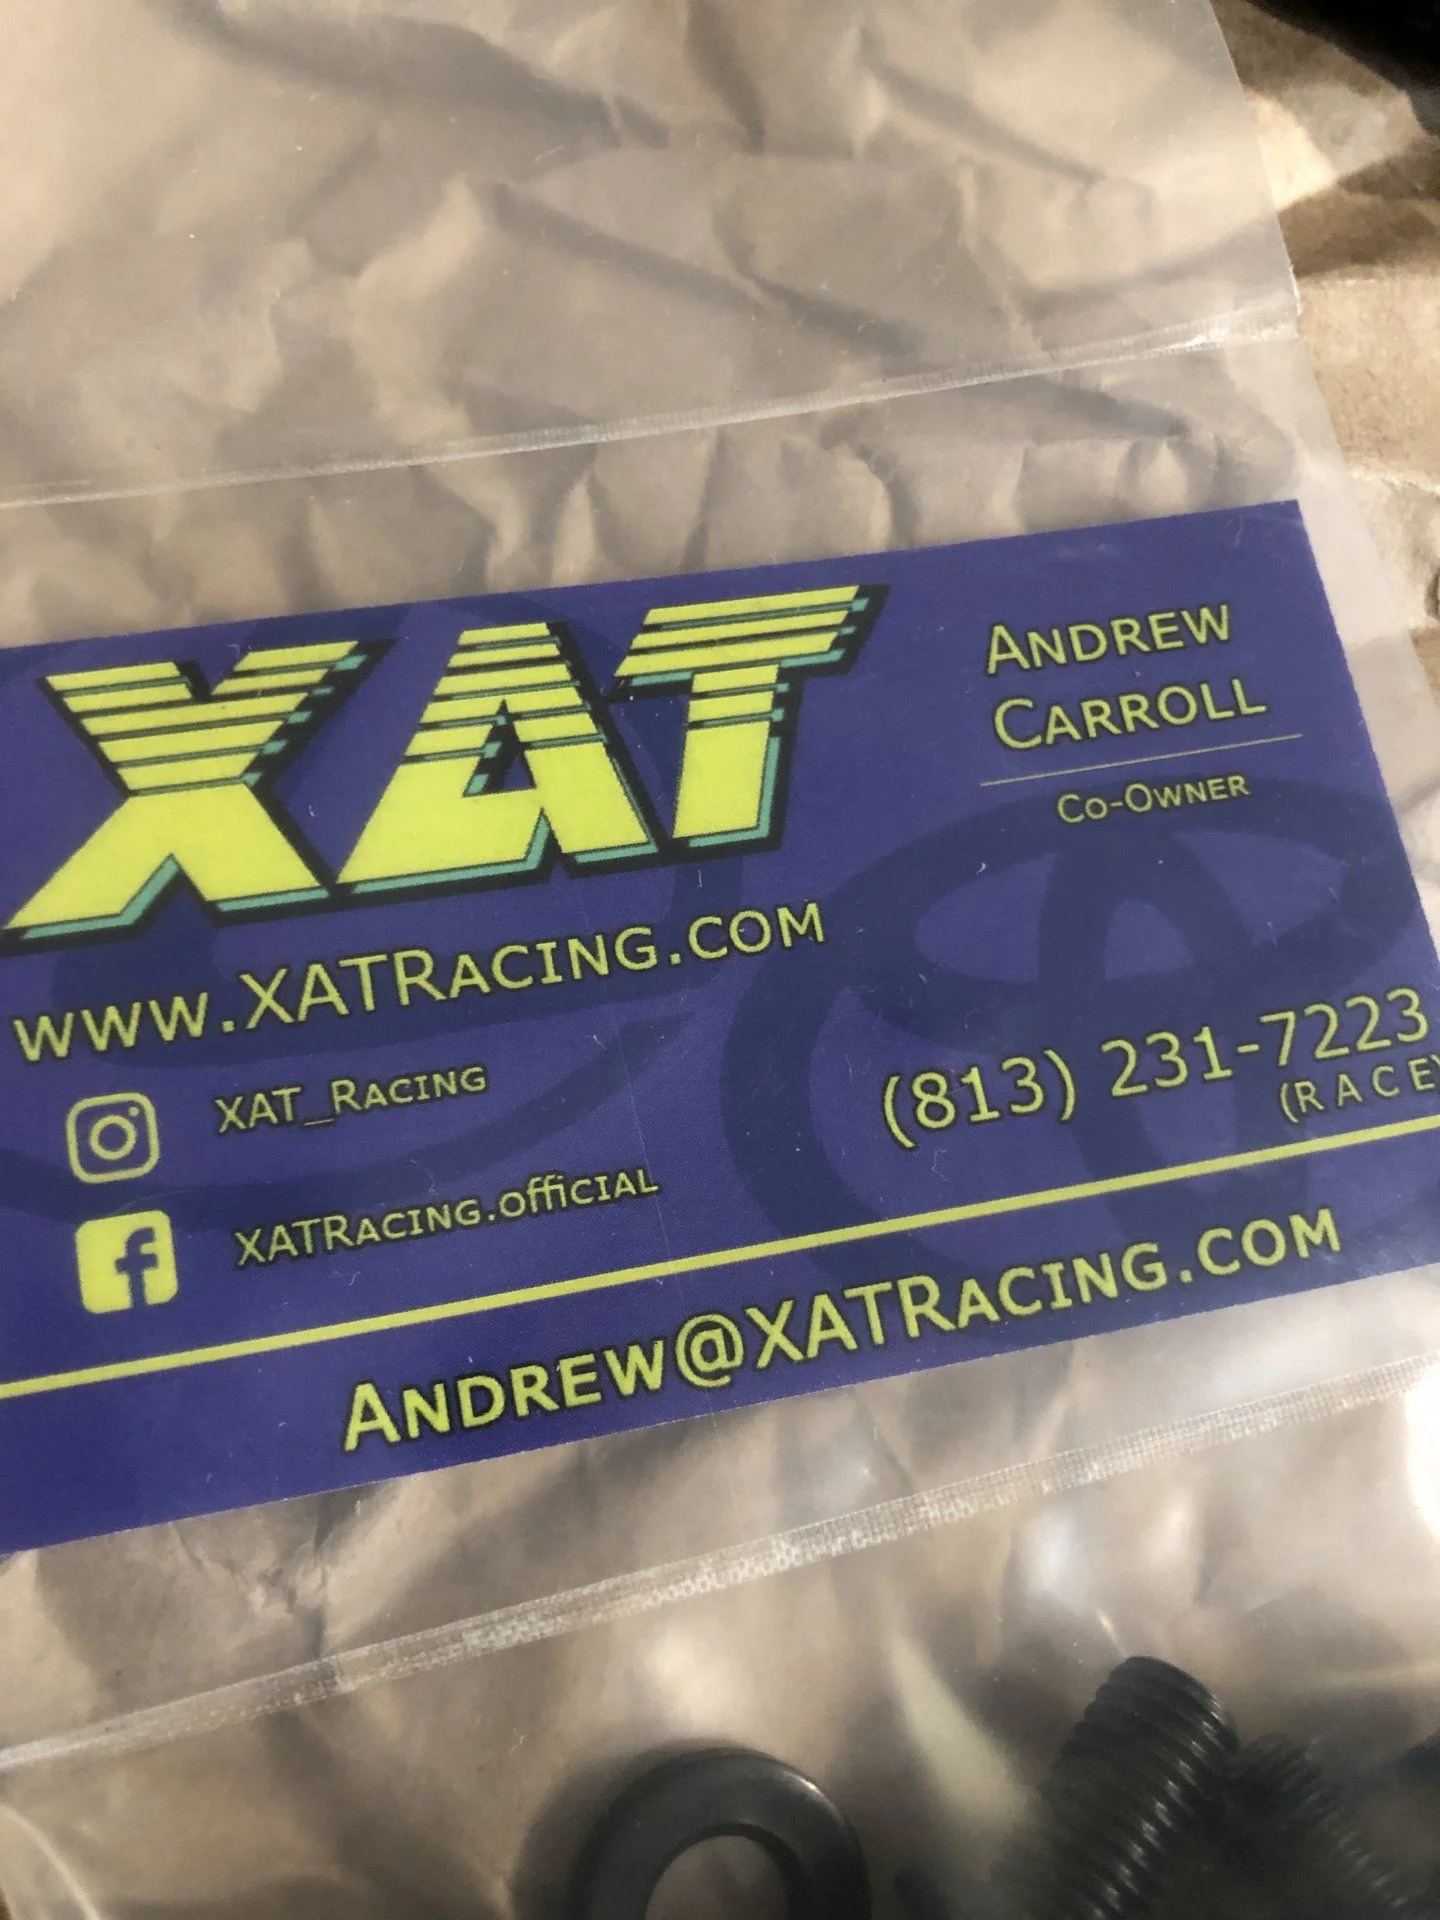 XAT
ANDREW
CARROLL
CO-OWNER
WWW.XATRACING.COM
XAT_RACING
(813) 231-7223
(RACE)
XATRACING.official
ANDREW@XATRACING.COM